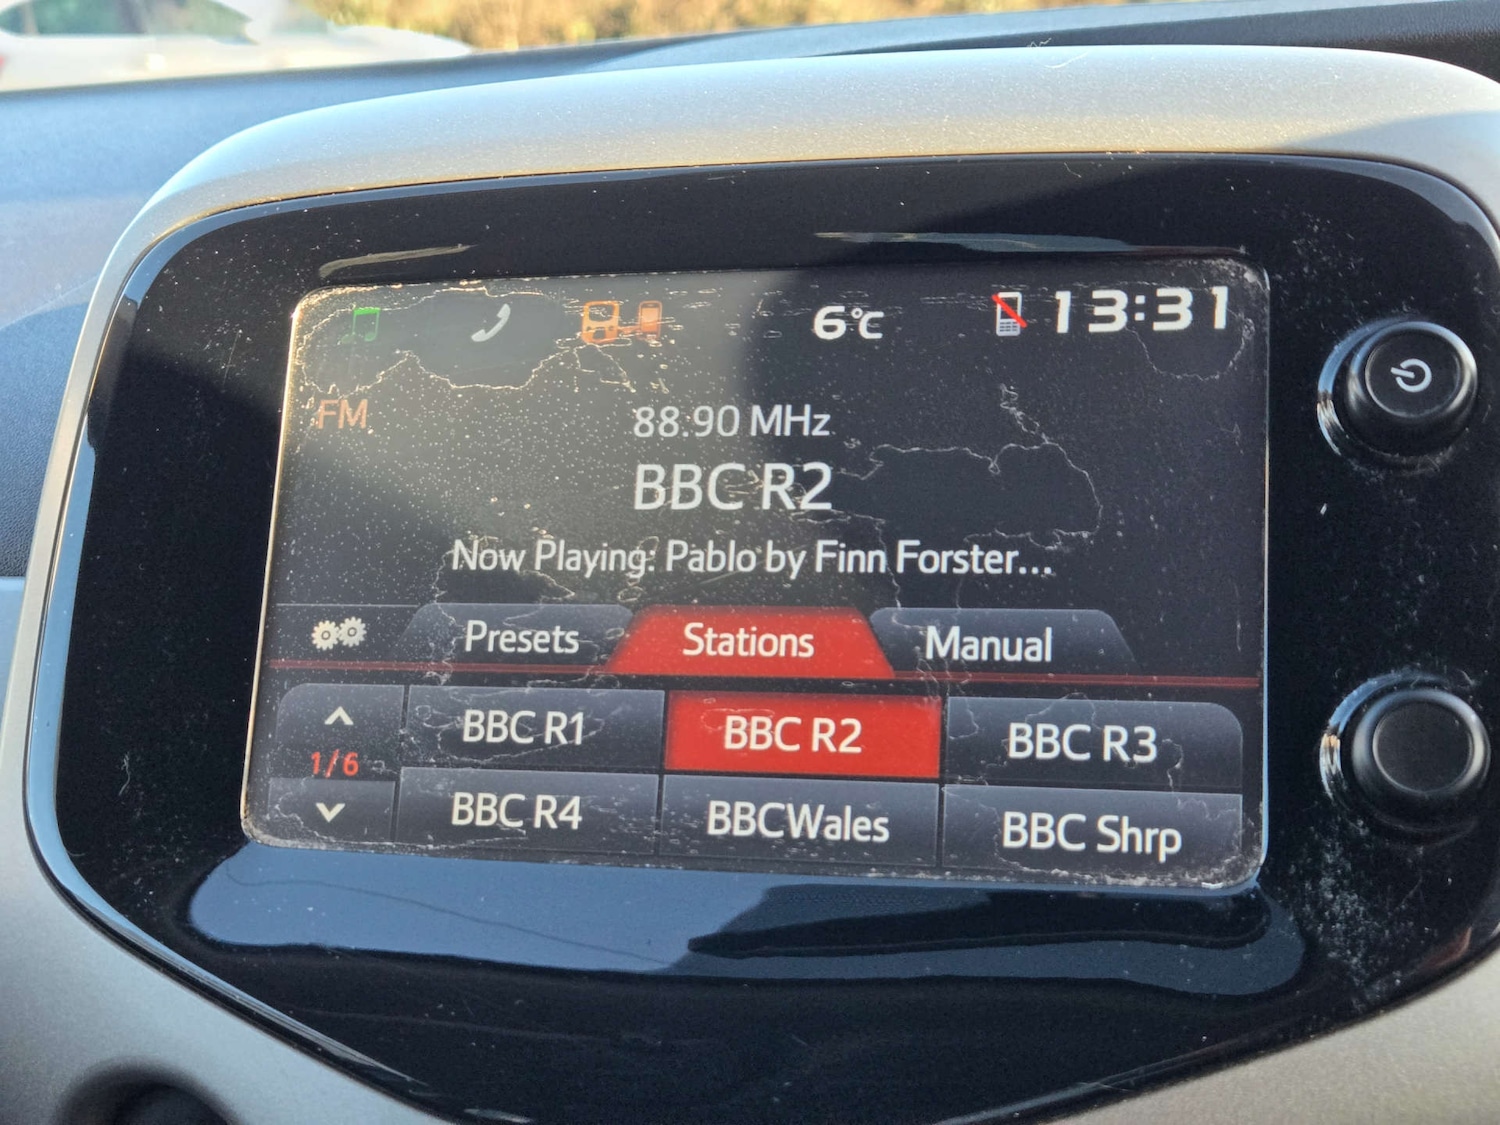 6°C 13:31
FM
88.90 MHz
BBC R2
Now Playing: Pablo by Finn Forster...
Presets Stations Manual
BBC R1 BBC R2 BBC R3
1/6
BBC R4 BBCWales BBC Shrp